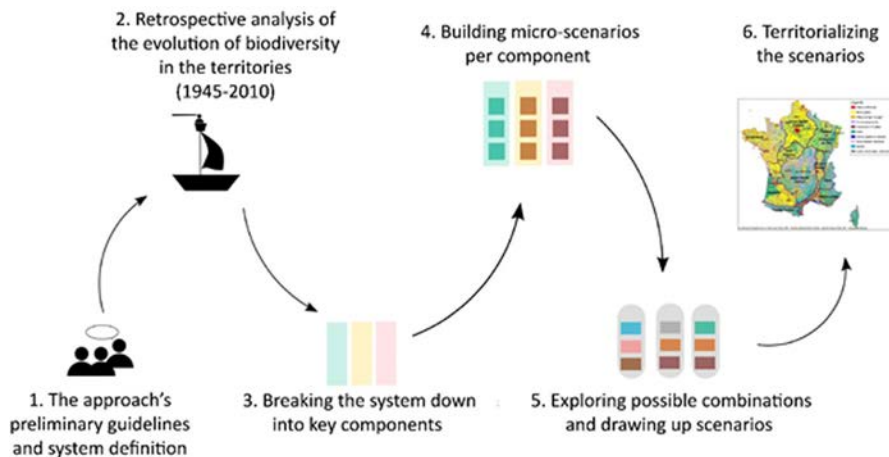 1. The approach's
preliminary guidelines
and system definition
2. Retrospective analysis of
the evolution of biodiversity
in the territories
(1945-2010)
3. Breaking the system down
into key components
4. Building micro-scenarios
per component
5. Exploring possible combinations
and drawing up scenarios
6. Territorializing
the scenarios